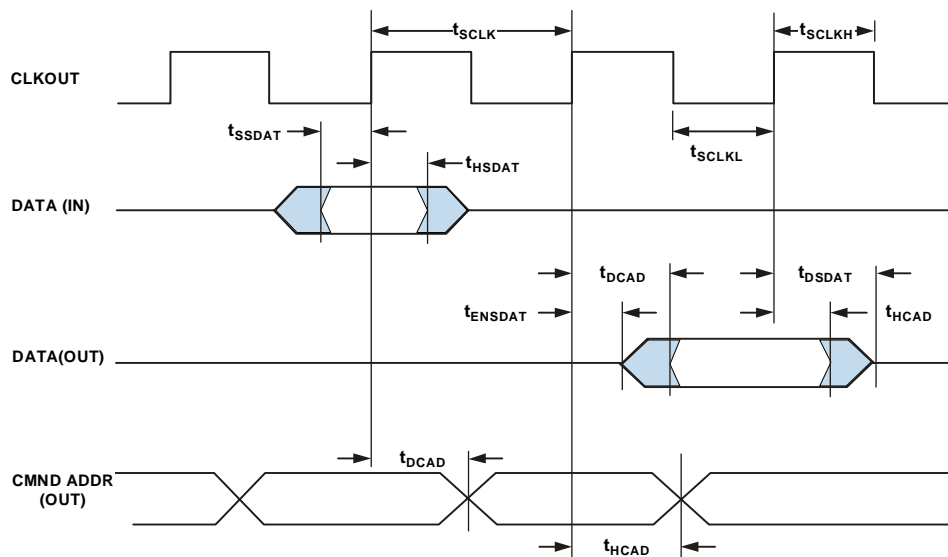 tSCLK
tSCLKH
CLKOUT
tSSDAT
tSCLKL
tHSDAT
DATA (IN)
tDCAD
tDSDAT
tENSDAT
tHCAD
DATA(OUT)
tDCAD
CMND ADDR
(OUT)
tHCAD